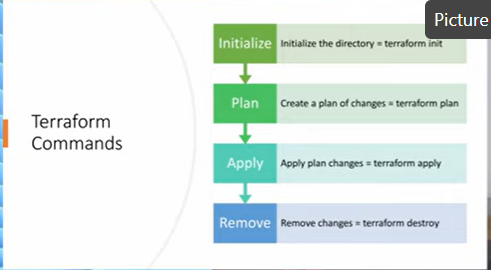 Picture
Terraform
Commands
Initialize
Initialize the directory = terraform init
Plan
Create a plan of changes = terraform plan
Apply
Apply plan changes = terraform apply
Remove
Remove changes = terraform destroy